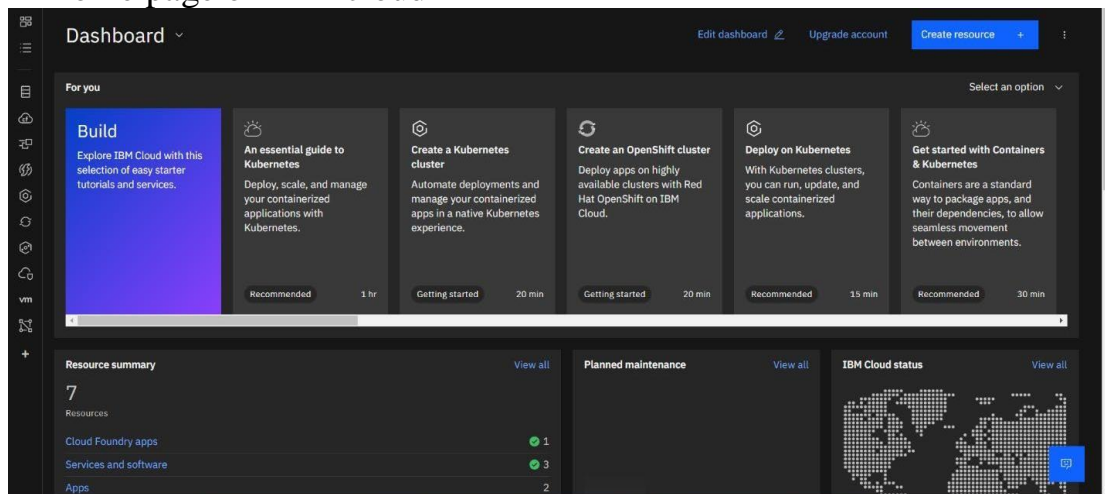 Dashboard
Edit dashboard
Upgrade account
Create resource +
For you
Select an option
Build
Explore IBM Cloud with this
selection of easy starter
tutorials and services.
An essential guide to
Kubernetes
Deploy, scale, and manage
your containerized
applications with
Kubernetes.
Recommended
1 hr
Create a Kubernetes
cluster
Automate deployments and
manage your containerized
apps in a native Kubernetes
experience.
Getting started
20 min
Create an OpenShift cluster
Deploy apps on highly
available clusters with Red
Hat OpenShift on IBM
Cloud.
Getting started
20 min
Deploy on Kubernetes
With Kubernetes clusters,
you can run, update, and
scale containerized
applications.
Recommended
15 min
Get started with Containers
& Kubernetes
Containers are a standard
way to package apps, and
their dependencies, to allow
seamless movement
between environments.
Recommended
30 min
vm
Resource summary
View all
7
Resources
Cloud Foundry apps
1
Services and software
3
Apps
2
Planned maintenance
View all
IBM Cloud status
View all